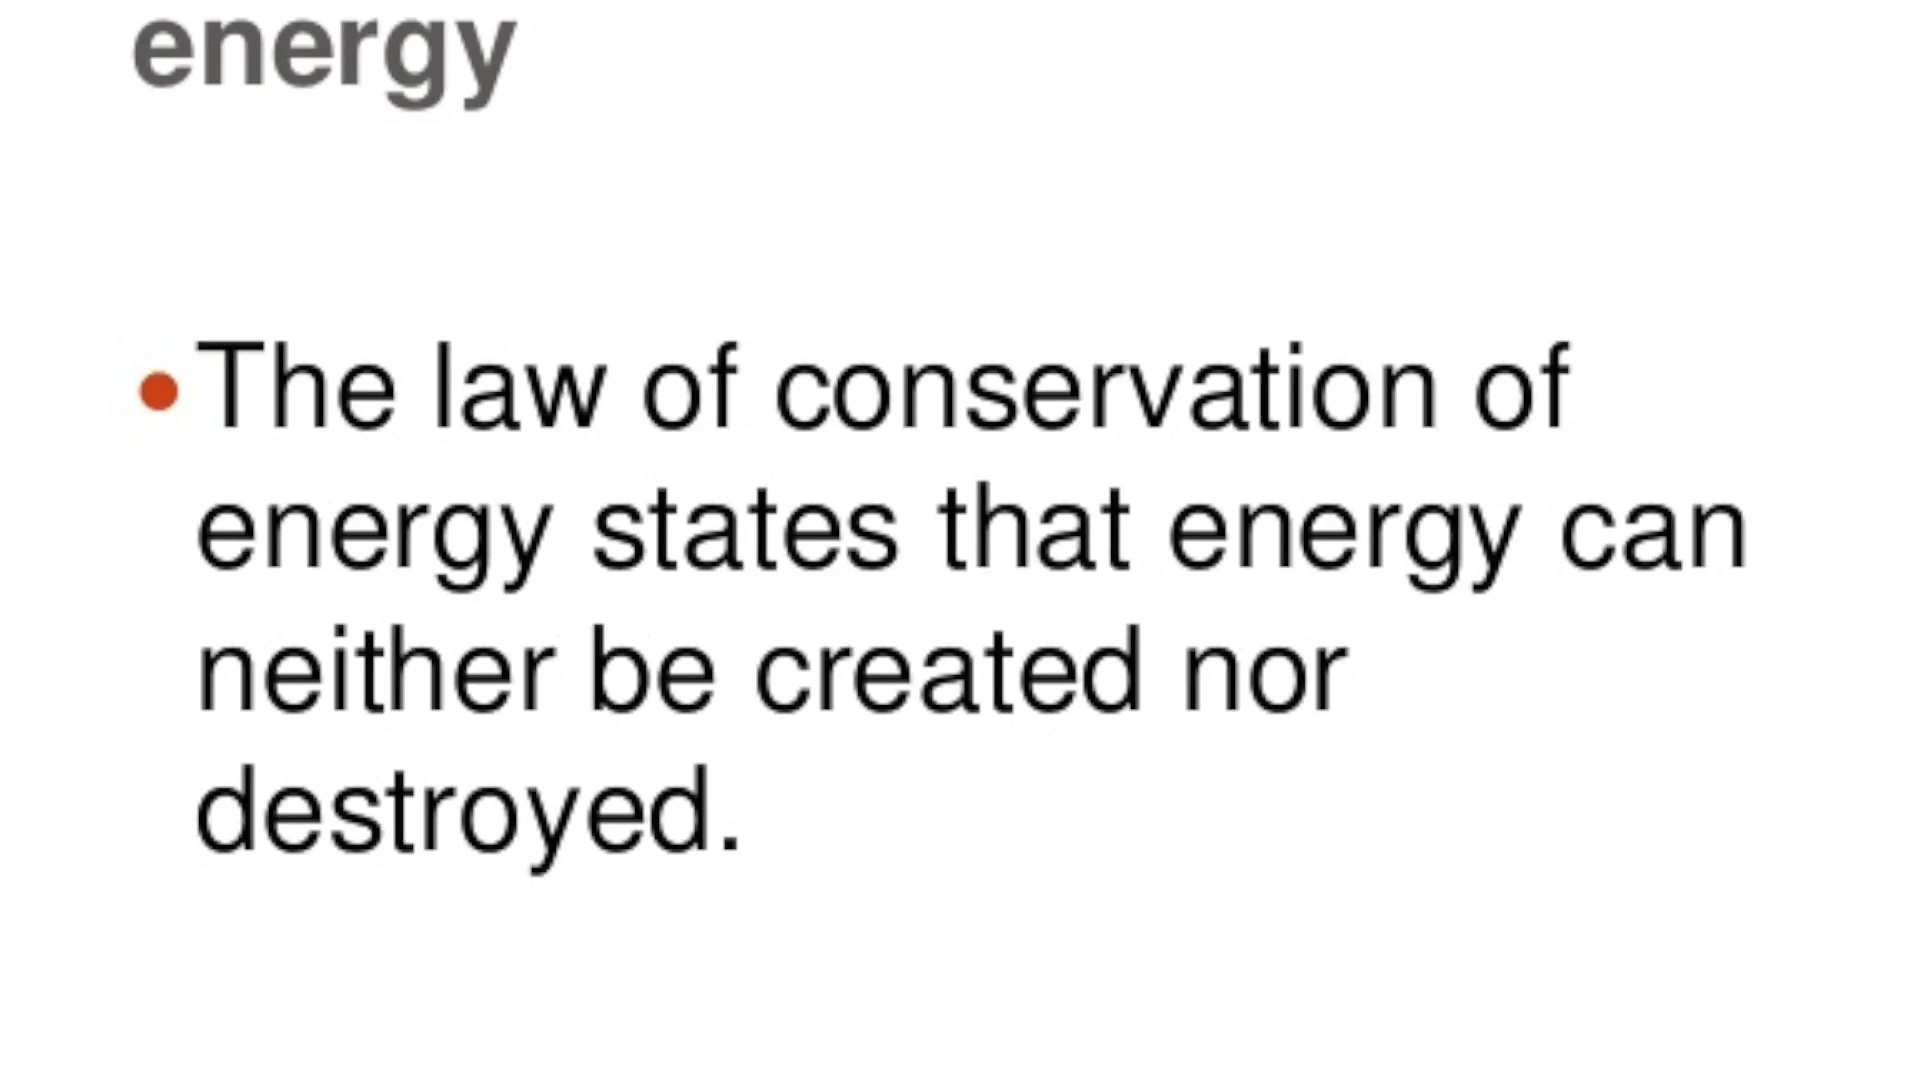 energy
•The law of conservation of
energy states that energy can
neither be created nor
destroyed.